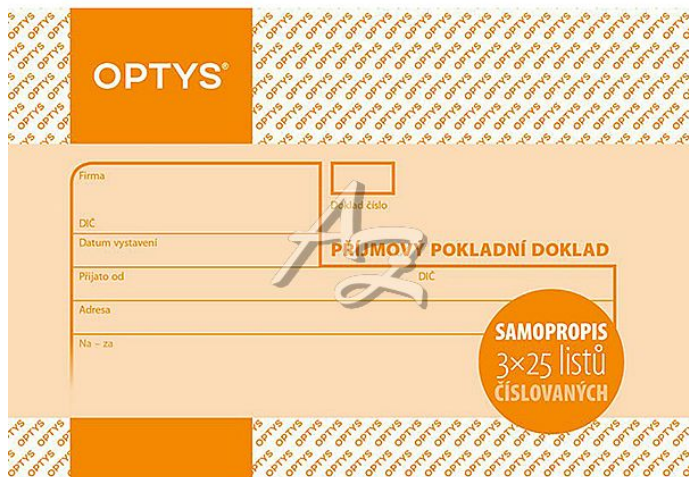 OPTYS®
Firma
Doklad číslo
DIČ
Datum vystavení
PŘÍJMOVÝ POKLADNÍ DOKLAD
Přijato od
DIČ
Adresa
Na – za
SAMOPROPIS
3×25 listů
ČÍSLOVANÝCH
AZ